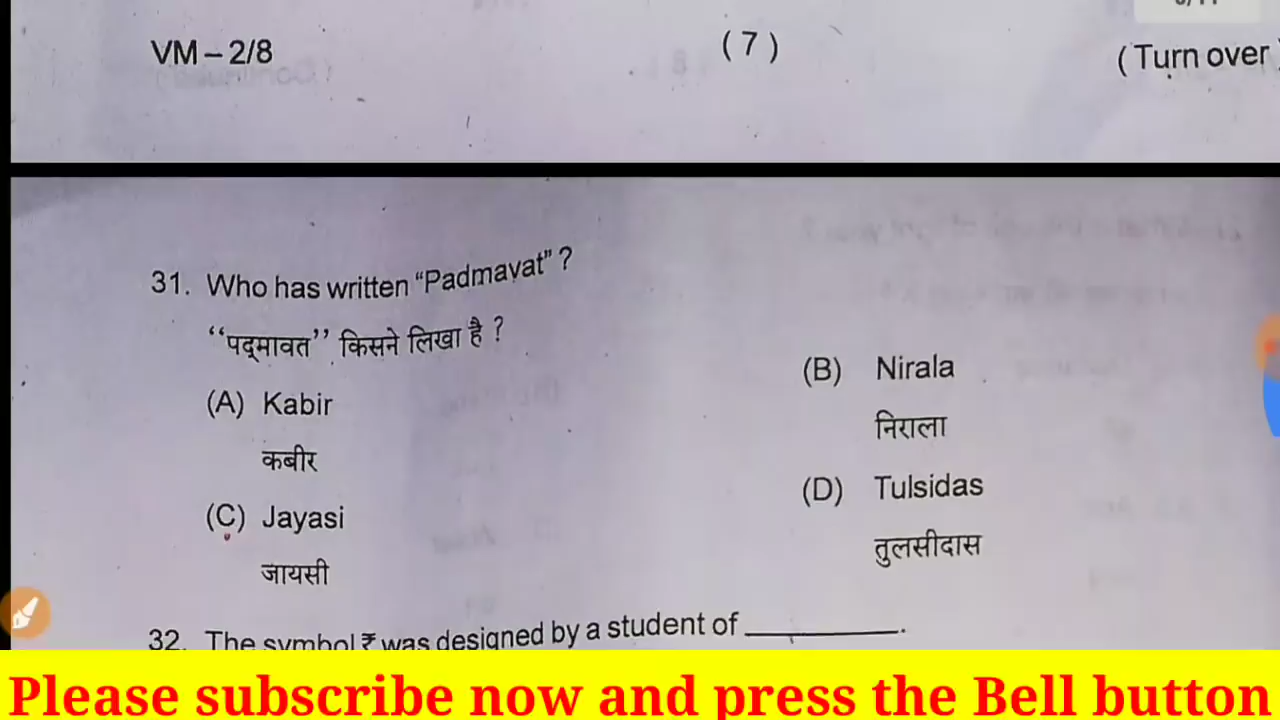 VM – 2/8 ( 7 ) ( Turn over )
31. Who has written “Padmavat” ?
‘‘पद्मावत’’ किसने लिखा है ?
(A) Kabir
कबीर
(B) Nirala
निराला
(C) Jayasi
जायसी
(D) Tulsidas
तुलसीदास
32. The symbol ₹ was designed by a student of ________.
Please subscribe now and press the Bell button